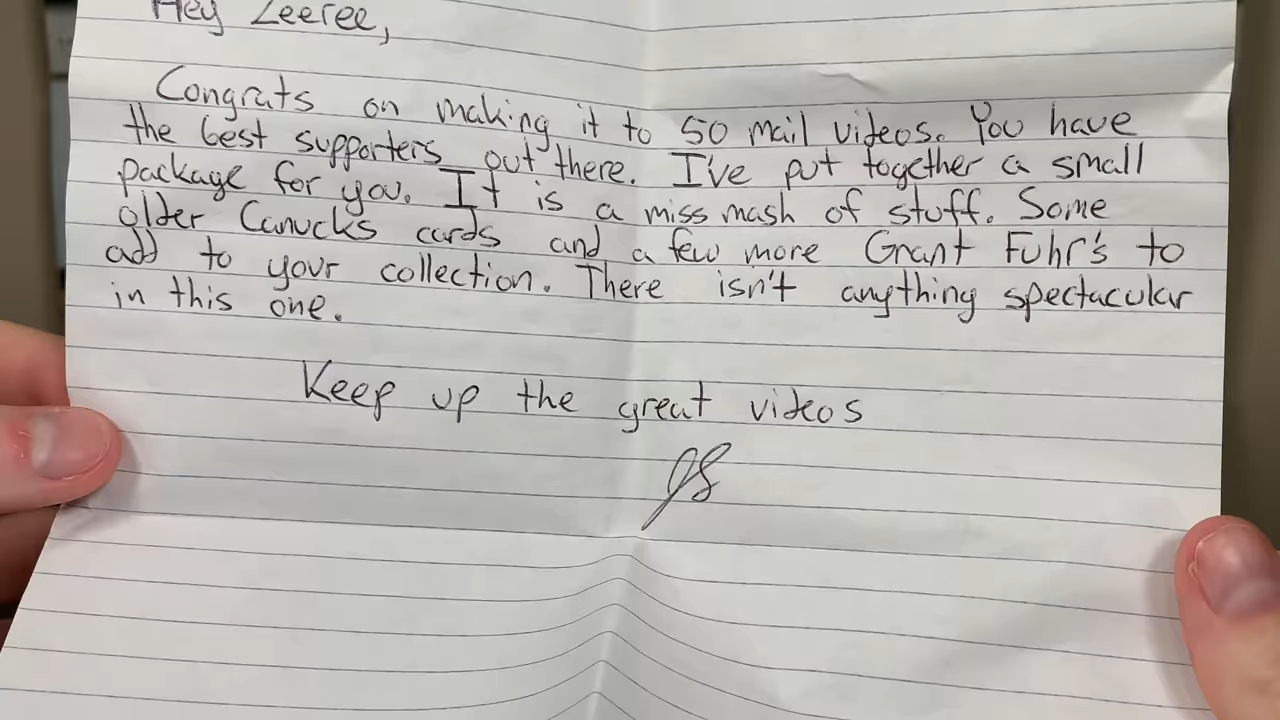 Hey Zeeree,
Congrats on making it to 50 mail videos. You have
the best supporters out there. I've put together a small
package for you. It is a miss mash of stuff. Some
older Canucks cards and a few more Grant Fuhr's to
add to your collection. There isn't anything spectacular
in this one.
Keep up the great videos
JS